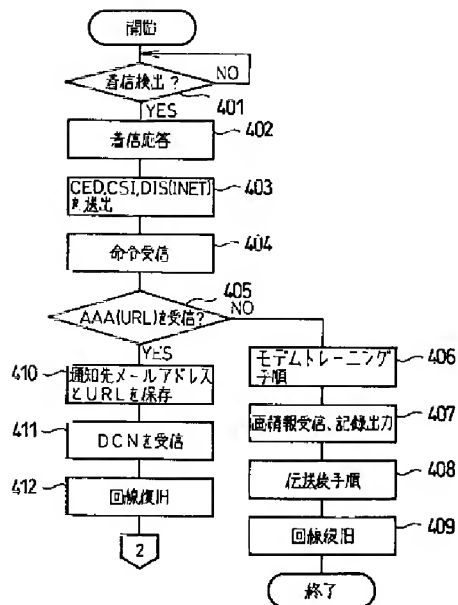 開始
着信検出?
NO
401
YES
402
着信応答
CED,CSI,DIS(INET)
を送出
403
404
命令受信
405
AAA(URL)を受信?
NO
YES
410
通知先メールアドレス
とURLを保存
411
DCNを受信
412
回線復旧
2
モデムトレーニング
手順
406
画情報受信、記録出力
407
伝送後手順
408
回線復旧
409
終了